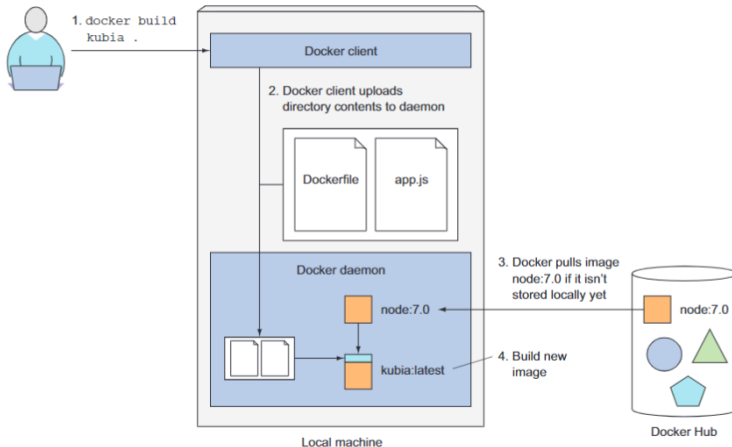 1. docker build
kubia .
Docker client
2. Docker client uploads
directory contents to daemon
Dockerfile
app.js
Docker daemon
3. Docker pulls image
node:7.0 if it isn't
stored locally yet
node:7.0
node:7.0
kubia:latest
4. Build new
image
Local machine
Docker Hub